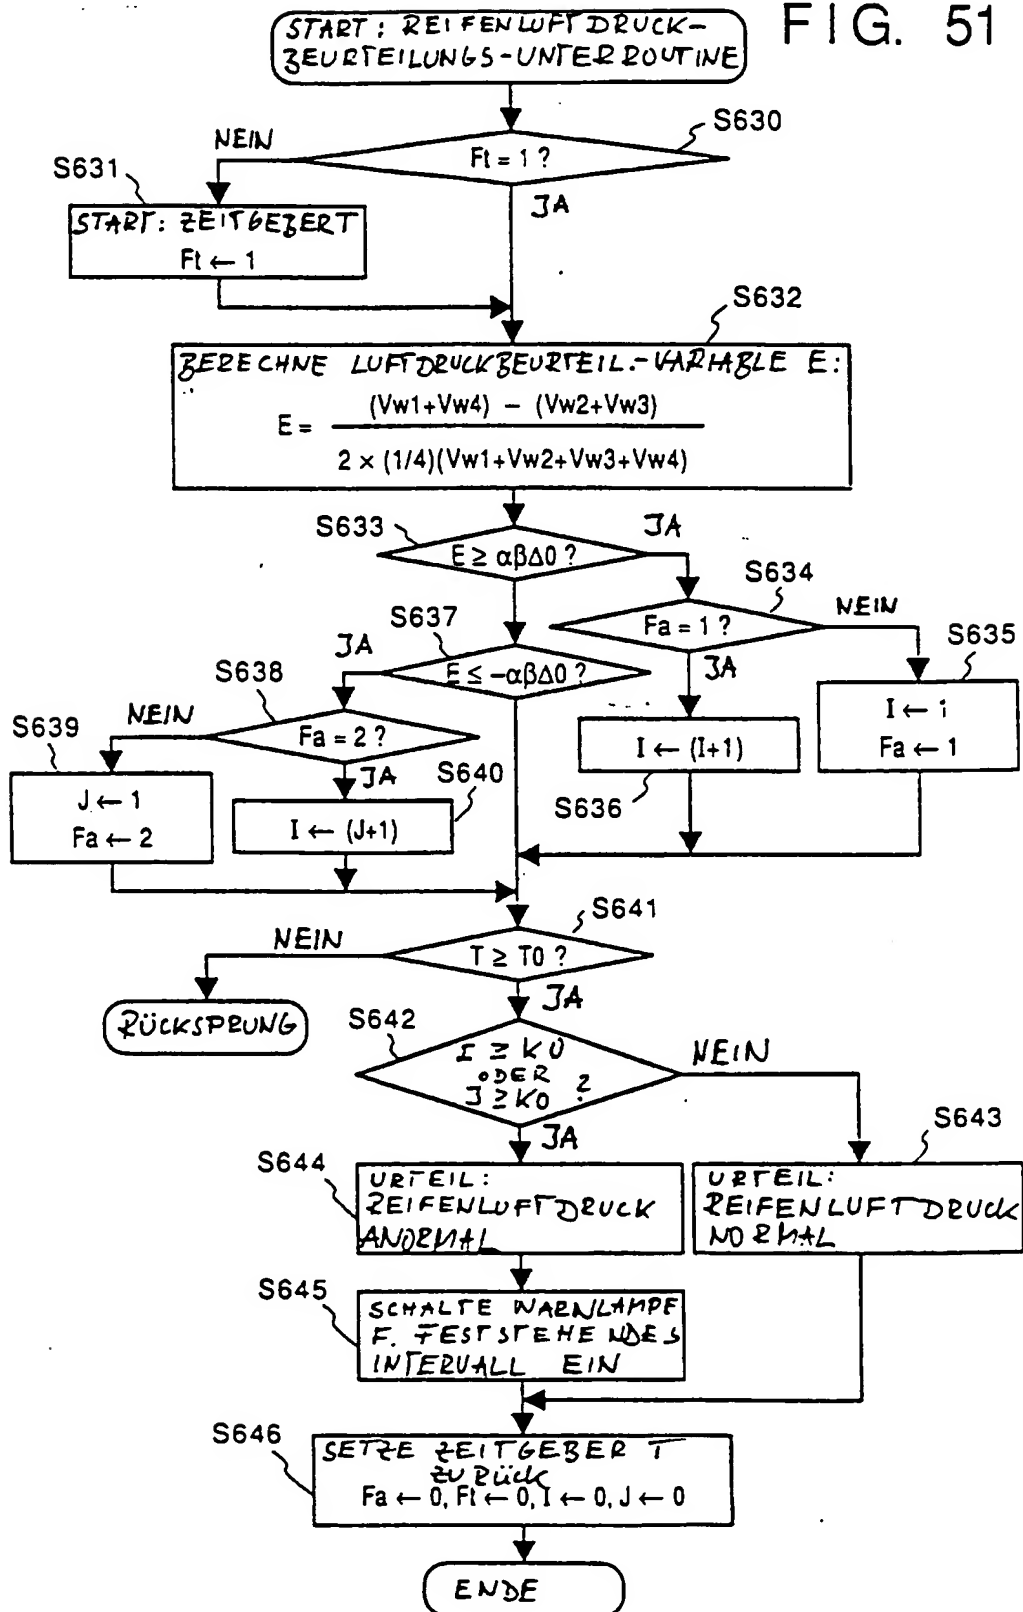 FIG. 51
START: REIFENLUFTDRUCK-
BEURTEILUNGS-UNTERROUTINE
S630
NEIN
Ft = 1 ?
S631
JA
START: ZEITGEBERT
Ft ← 1
S632
BERECHNE LUFTDRUCKBEURTEIL.-VARIABLE E:
E = (Vw1+Vw4) − (Vw2+Vw3)
2 × (1/4)(Vw1+Vw2+Vw3+Vw4)
S633
JA
E ≥ αβΔ0 ?
S634
S637
NEIN
Fa = 1 ?
S635
JA
S638
E ≤ -αβΔ0 ?
JA
NEIN
S639
Fa = 2 ?
I ← 1
Fa ← 1
I ← (I+1)
JA
S640
S636
J ← 1
Fa ← 2
I ← (J+1)
S641
NEIN
T ≥ T0 ?
JA
RÜCKSPRUNG
S642
I ≥ K0
ODER
J ≥ K0 ?
NEIN
JA
S643
S644
URTEIL:
REIFENLUFTDRUCK
ANORMAL
URTEIL:
REIFENLUFTDRUCK
NORMAL
S645
SCHALTE WARNLAMPE
F. FESTSTEHENDES
INTERVALL EIN
S646
SETZE ZEITGEBER T
ZURÜCK
Fa ← 0, Ft ← 0, I ← 0, J ← 0
ENDE